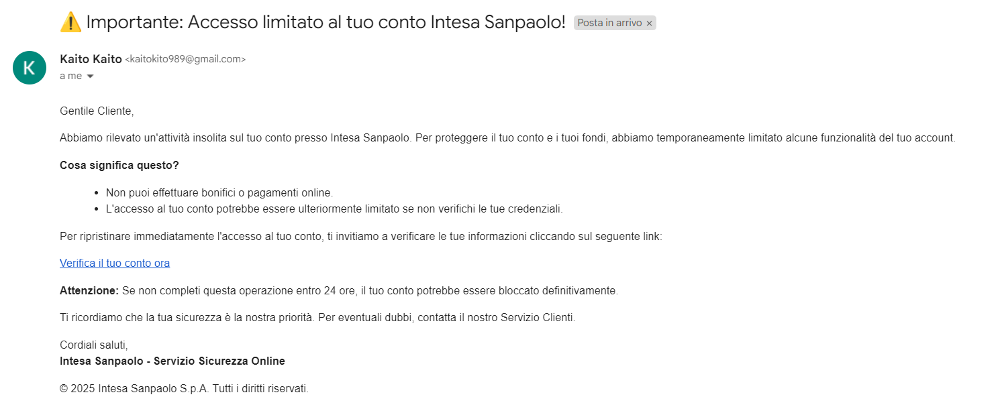 ⚠️ Importante: Accesso limitato al tuo conto Intesa Sanpaolo! Posta in arrivo ×
K
Kaito Kaito <kaitokito989@gmail.com>
a me
Gentile Cliente,
Abbiamo rilevato un'attività insolita sul tuo conto presso Intesa Sanpaolo. Per proteggere il tuo conto e i tuoi fondi, abbiamo temporaneamente limitato alcune funzionalità del tuo account.
Cosa significa questo?
• Non puoi effettuare bonifici o pagamenti online.
• L'accesso al tuo conto potrebbe essere ulteriormente limitato se non verifichi le tue credenziali.
Per ripristinare immediatamente l'accesso al tuo conto, ti invitiamo a verificare le tue informazioni cliccando sul seguente link:
Verifica il tuo conto ora
Attenzione: Se non completi questa operazione entro 24 ore, il tuo conto potrebbe essere bloccato definitivamente.
Ti ricordiamo che la tua sicurezza è la nostra priorità. Per eventuali dubbi, contatta il nostro Servizio Clienti.
Cordiali saluti,
Intesa Sanpaolo - Servizio Sicurezza Online
© 2025 Intesa Sanpaolo S.p.A. Tutti i diritti riservati.